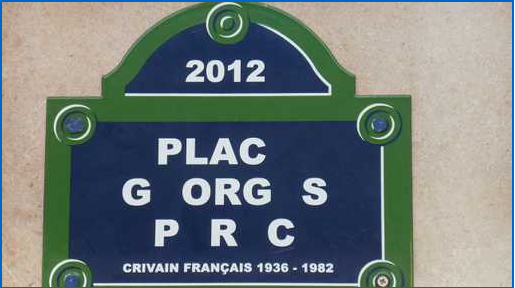 2012
PLAC
G ORG S
P R C
CRIVAIN FRANÇAIS 1936 - 1982